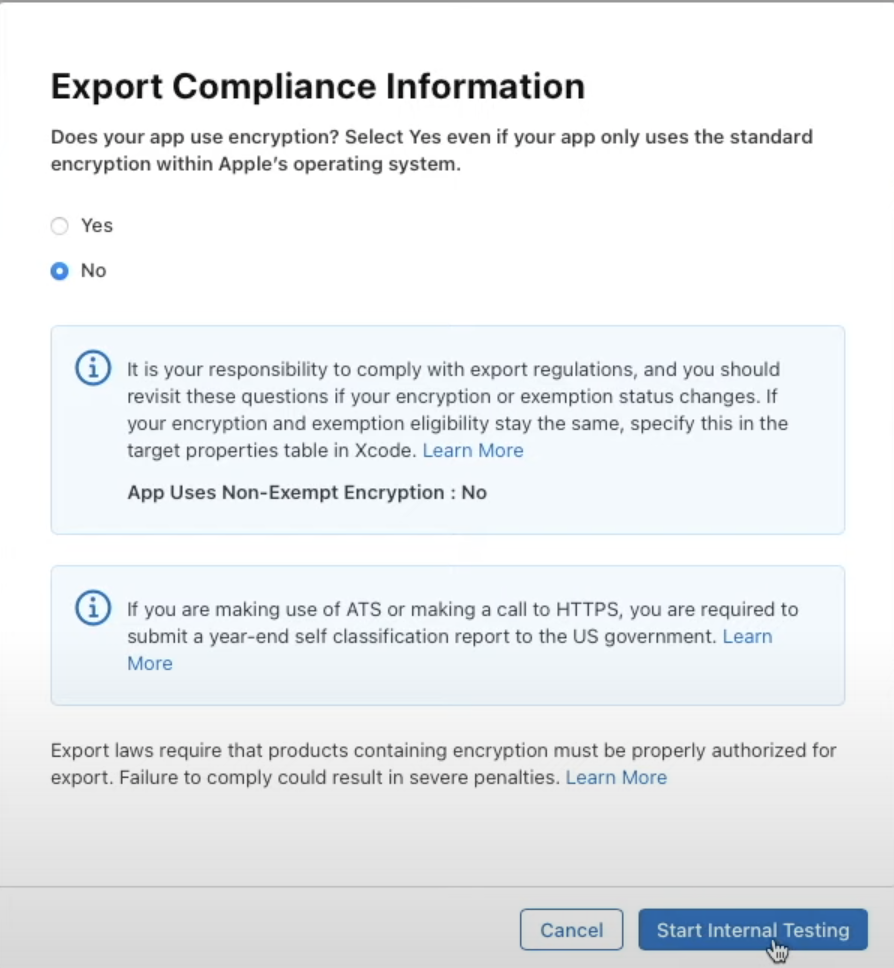 Export Compliance Information
Does your app use encryption? Select Yes even if your app only uses the standard
encryption within Apple's operating system.
Yes
No
It is your responsibility to comply with export regulations, and you should
revisit these questions if your encryption or exemption status changes. If
your encryption and exemption eligibility stay the same, specify this in the
target properties table in Xcode. Learn More
App Uses Non-Exempt Encryption : No
If you are making use of ATS or making a call to HTTPS, you are required to
submit a year-end self classification report to the US government. Learn
More
Export laws require that products containing encryption must be properly authorized for
export. Failure to comply could result in severe penalties. Learn More
Cancel
Start Internal Testing